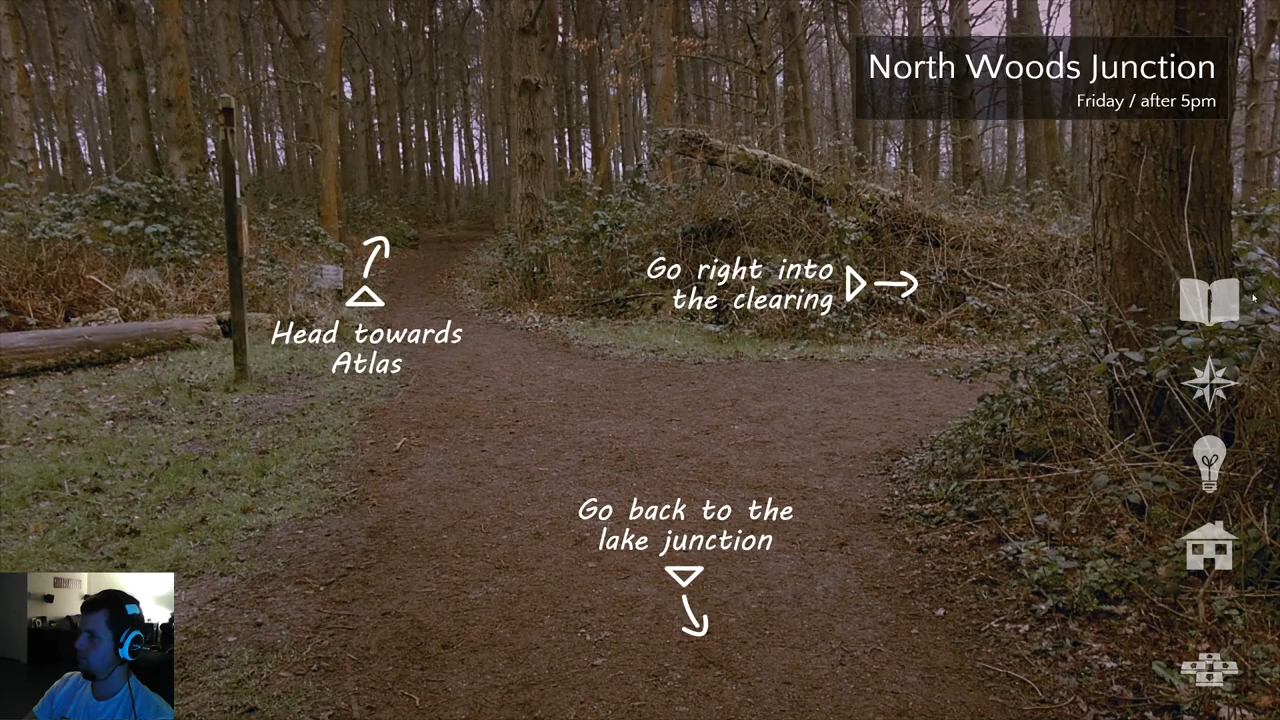 North Woods Junction
Friday / after 5pm
Go right into
the clearing
Head towards
Atlas
Go back to the
lake junction